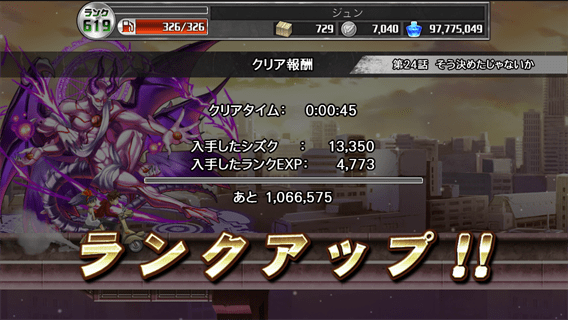 ランク
619
326/326
ジュン
729
7,040
97,775,049
クリア報酬
第24話 そう決めたじゃないか
クリアタイム: 0:00:45
入手したシズク : 13,350
入手したランクEXP: 4,773
あと 1,066,575
ランクアップ!!